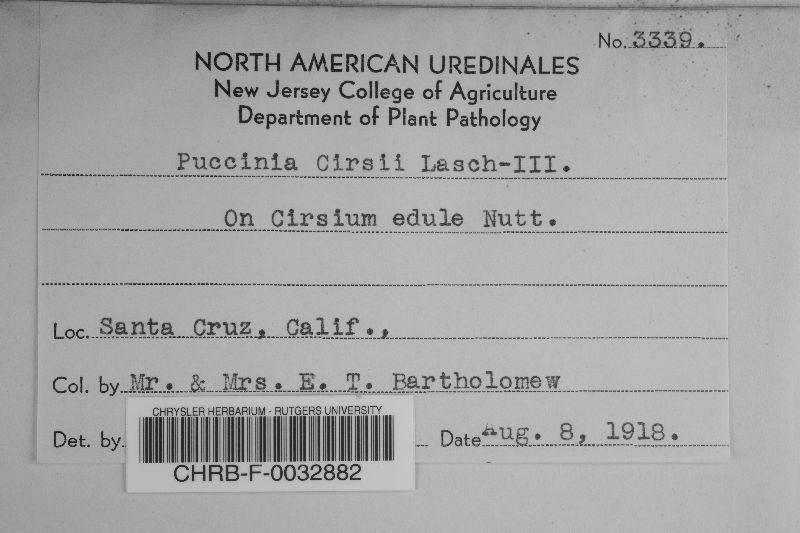 No. 3339.
NORTH AMERICAN UREDINALES
New Jersey College of Agriculture
Department of Plant Pathology
Puccinia Cirsii Lasch-III.
On Cirsium edule Nutt.
Loc. Santa Cruz, Calif.,
Col. by Mr. & Mrs. E. T. Bartholomew
Det. by Date Aug. 8, 1918.
CHRYSLER HERBARIUM - RUTGERS UNIVERSITY
CHRB-F-0032882